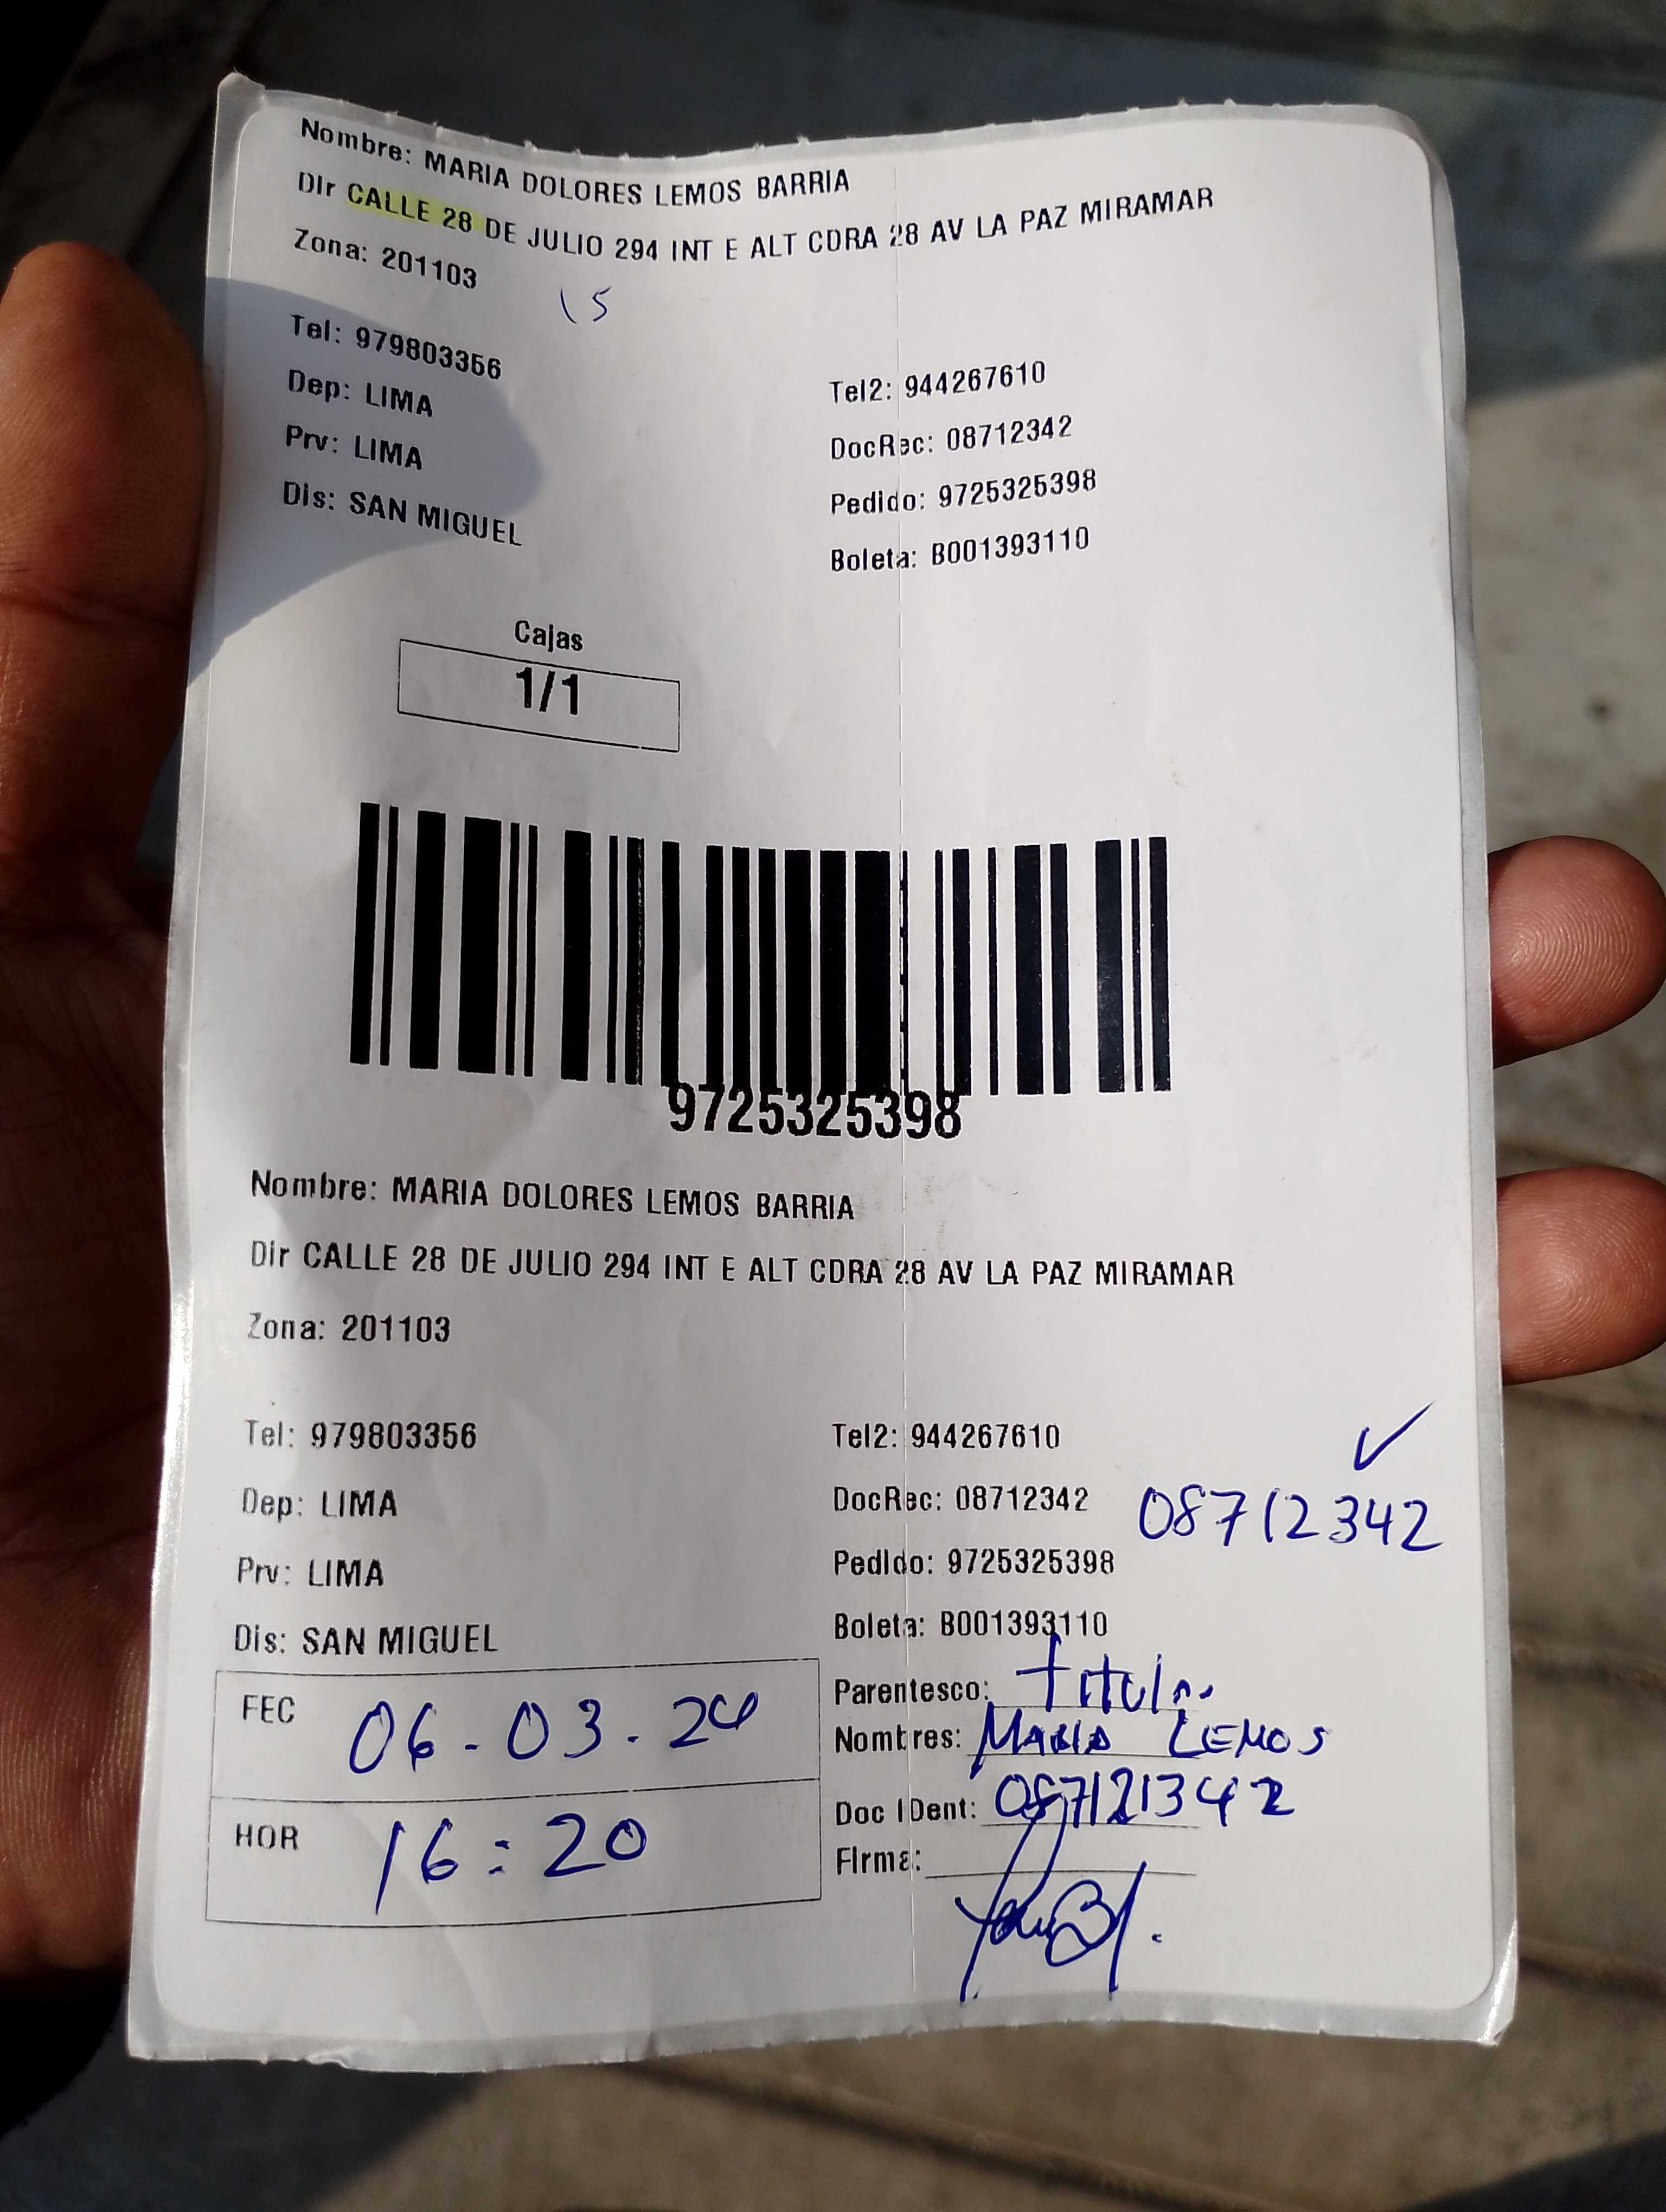 Nombre: MARIA DOLORES LEMOS BARRIA
Dir CALLE 28 DE JULIO 294 INT E ALT CDRA 28 AV LA PAZ MIRAMAR
Zona: 201103
15
Tel: 979803356
Tel2: 944267610
Dep: LIMA
DocRec: 08712342
Prv: LIMA
Pedido: 9725325398
Dis: SAN MIGUEL
Boleta: B001393110
Cajas
1/1
9725325398
Nombre: MARIA DOLORES LEMOS BARRIA
Dir CALLE 28 DE JULIO 294 INT E ALT CDRA 28 AV LA PAZ MIRAMAR
Zona: 201103
Tel: 979803356
Tel2: 944267610
Dep: LIMA
DocRec: 08712342 08712342
Prv: LIMA
Pedido: 9725325398
Dis: SAN MIGUEL
Boleta: B001393110
FEC 06-03.24
Parentesco: titular
Nombres: MARIA LEMOS
HOR 16:20
Doc IDent:
Firma: